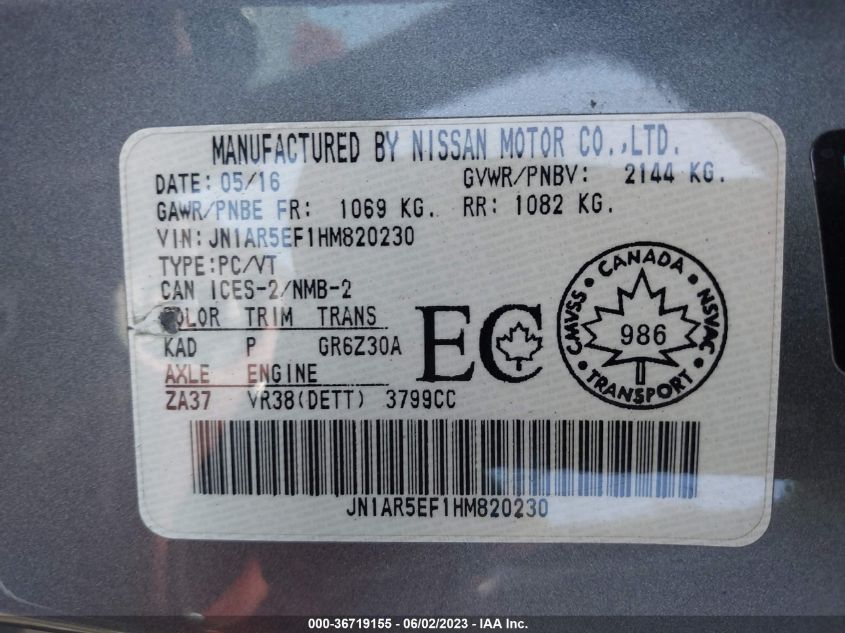 MANUFACTURED BY NISSAN MOTOR CO.,LTD.
DATE: 05/16 GVWR/PNBV: 2144 KG.
GAWR/PNBE FR: 1069 KG. RR: 1082 KG.
VIN: JN1AR5EF1HM820230
TYPE:PC/VT
CAN ICES-2/NMB-2
COLOR TRIM TRANS
KAD P GR6Z30A
AXLE ENGINE
ZA37 VR38(DETT) 3799CC
EC
CANADA
CMVSS NSVAC
986
TRANSPORT
JN1AR5EF1HM820230
000-36719155 - 06/02/2023 - IAA Inc.